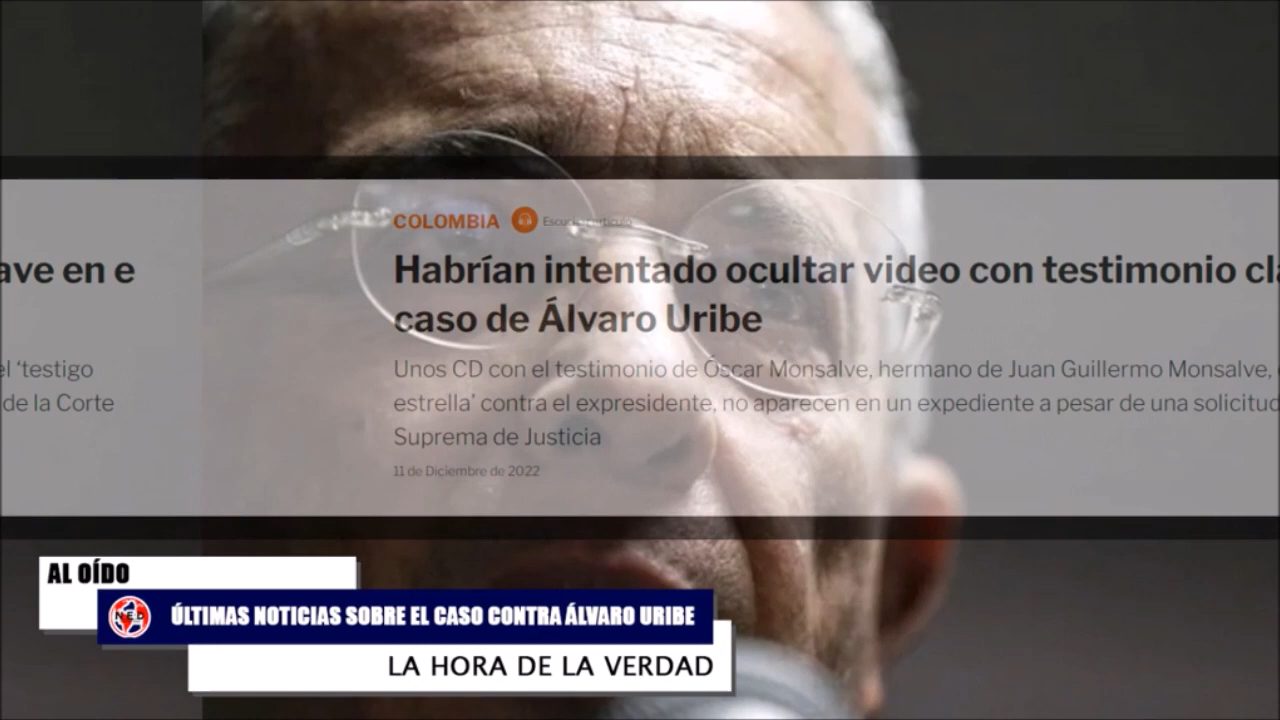 COLOMBIA
Habrían intentado ocultar video con testimonio cla
caso de Álvaro Uribe
Unos CD con el testimonio de Óscar Monsalve, hermano de Juan Guillermo Monsalve,
estrella’ contra el expresidente, no aparecen en un expediente a pesar de una solicitud
Suprema de Justicia
11 de Diciembre de 2022
ave en e
el ‘testigo
de la Corte
AL OÍDO
ÚLTIMAS NOTICIAS SOBRE EL CASO CONTRA ÁLVARO URIBE
LA HORA DE LA VERDAD